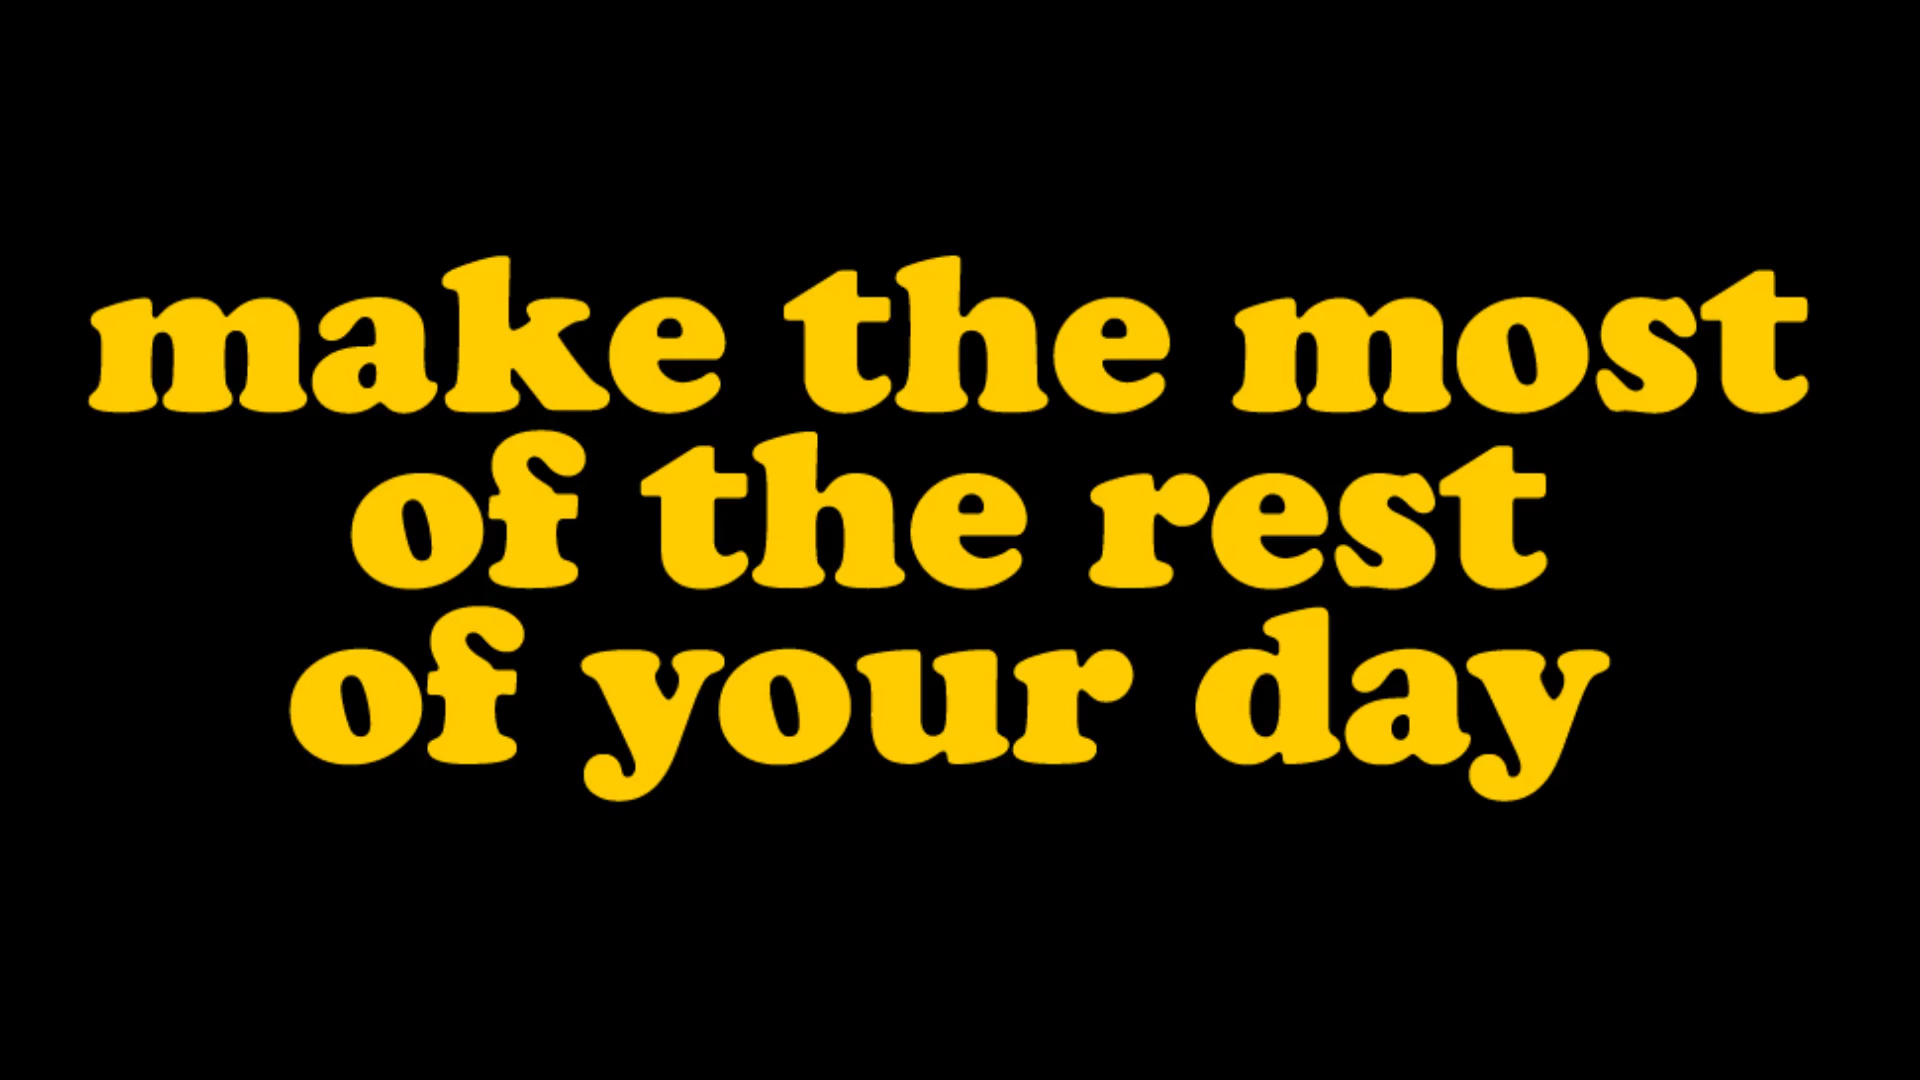 make the most
of the rest
of your day